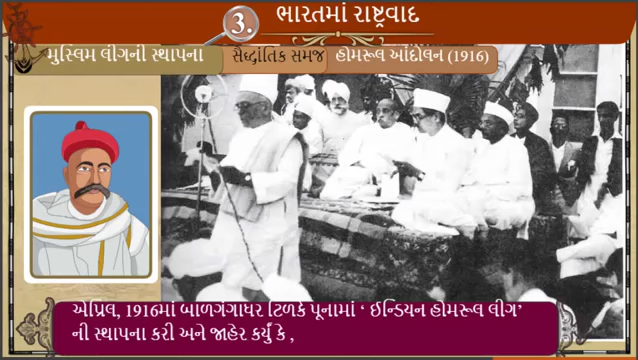 3.
ભારતમાં રાષ્ટ્રવાદ
મુસ્લિમ લીગની સ્થાપના
સૈદ્ધાંતિક સમજ
હોમરૂલ આંદોલન (1916)
એપ્રિલ, 1916માં બાળગંગાધર ટિળકે પૂનામાં ‘ ઈન્ડિયન હોમરૂલ લીગ’
ની સ્થાપના કરી અને જાહેર કર્યું કે ,